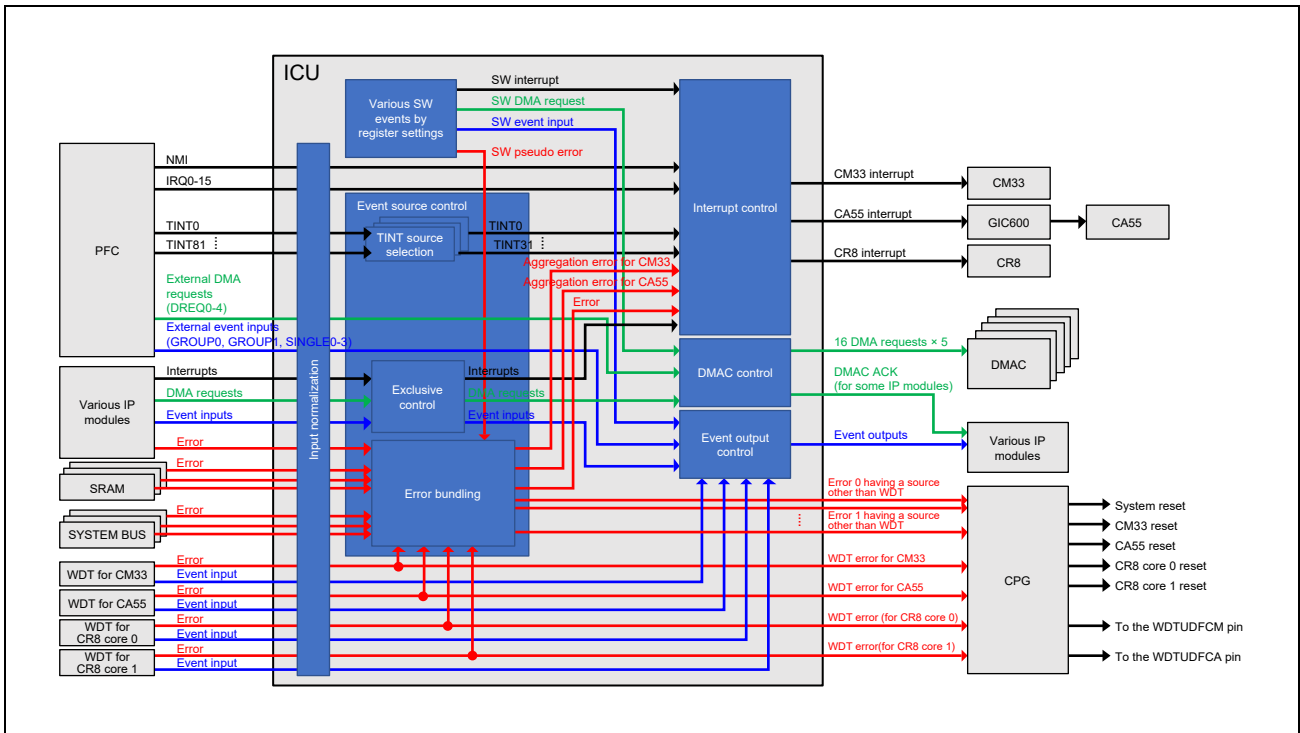 ICU
Various SW
events by
register settings
SW interrupt
SW DMA request
SW event input
SW pseudo error
PFC
NMI
IRQ0-15
TINT0
TINT81
External DMA
requests
(DREQ0-4)
External event inputs
(GROUP0, GROUP1, SINGLE0-3)
Input normalization
Event source control
TINT source
selection
TINT0
TINT31
Aggregation error for CM33
Aggregation error for CA55
Error
Interrupt control
CM33 interrupt
CM33
CA55 interrupt
GIC600
CA55
CR8 interrupt
CR8
Various IP
modules
Interrupts
DMA requests
Event inputs
Error
Exclusive
control
Interrupts
DMA requests
Event inputs
DMAC control
16 DMA requests × 5
DMAC
DMAC ACK
(for some IP modules)
Event output
control
Event outputs
Various IP
modules
SRAM
Error
SYSTEM BUS
Error
Error bundling
Error 0 having a source
other than WDT
Error 1 having a source
other than WDT
WDT for CM33
Error
Event input
WDT error for CM33
WDT for CA55
Error
Event input
WDT error for CA55
WDT for
CR8 core 0
Error
Event input
WDT error (for CR8 core 0)
WDT for
CR8 core 1
Error
Event input
WDT error(for CR8 core 1)
CPG
System reset
CM33 reset
CA55 reset
CR8 core 0 reset
CR8 core 1 reset
To the WDTUDFCM pin
To the WDTUDFCA pin